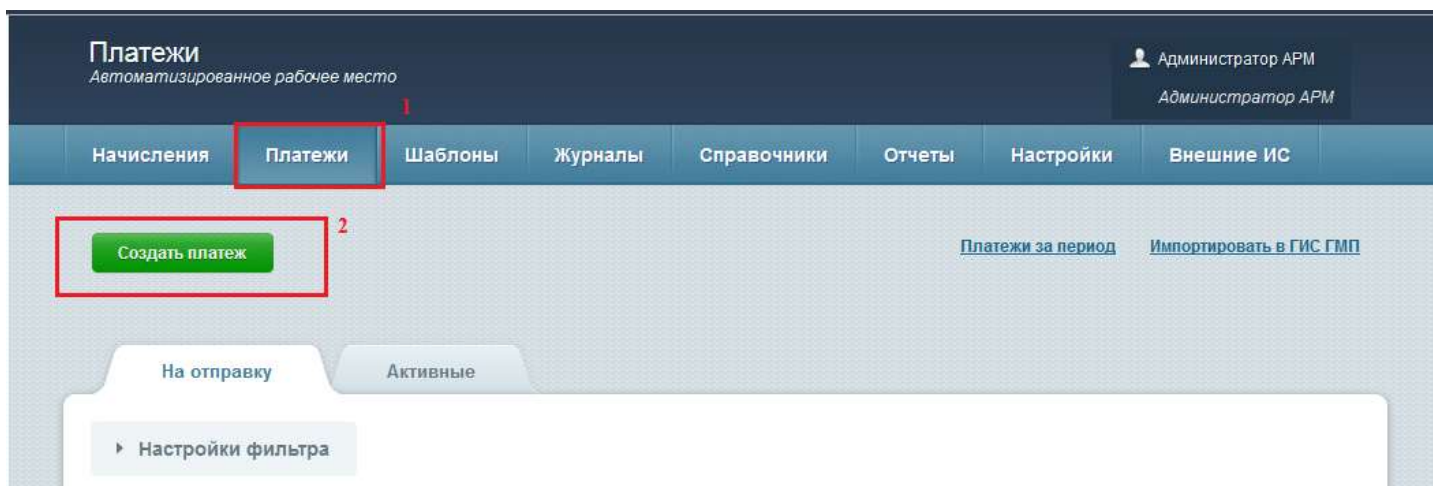 Платежи
Автоматизированное рабочее место
Администратор АРМ
Администратор АРМ
1
Начисления Платежи Шаблоны Журналы Справочники Отчеты Настройки Внешние ИС
2
Создать платеж Платежи за период Импортировать в ГИС ГМП
На отправку Активные
Настройки фильтра